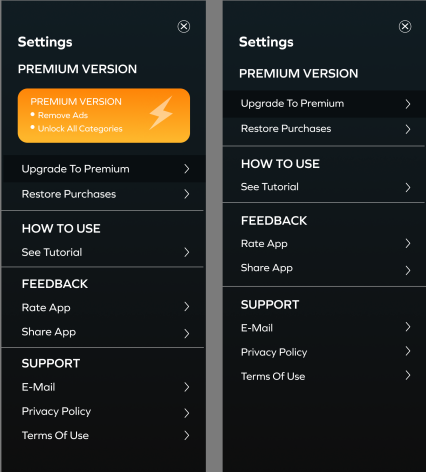 Settings
PREMIUM VERSION
PREMIUM VERSION
Remove Ads
Unlock All Categories
Upgrade To Premium
Restore Purchases
HOW TO USE
See Tutorial
FEEDBACK
Rate App
Share App
SUPPORT
E-Mail
Privacy Policy
Terms Of Use
Settings
PREMIUM VERSION
Upgrade To Premium
Restore Purchases
HOW TO USE
See Tutorial
FEEDBACK
Rate App
Share App
SUPPORT
E-Mail
Privacy Policy
Terms Of Use